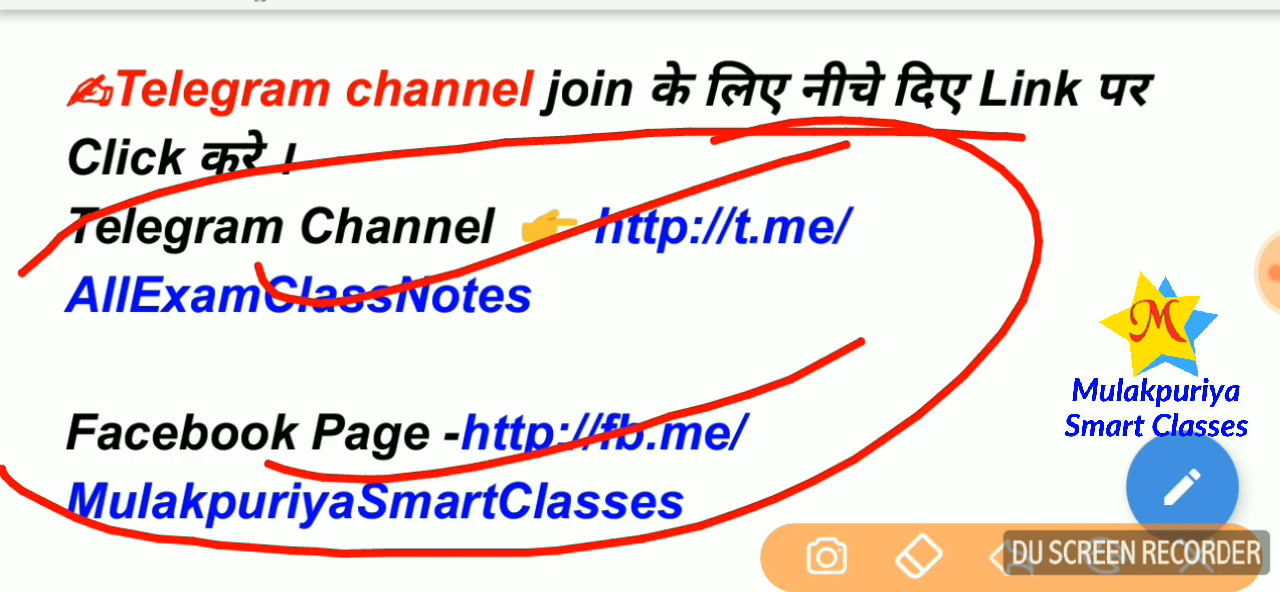 ✍Telegram channel join के लिए नीचे दिए Link पर
Click करे ।
Telegram Channel 👉 http://t.me/
AllExamClassNotes
Facebook Page -http://fb.me/
MulakpuriyaSmartClasses
M
Mulakpuriya
Smart Classes
DU SCREEN RECORDER